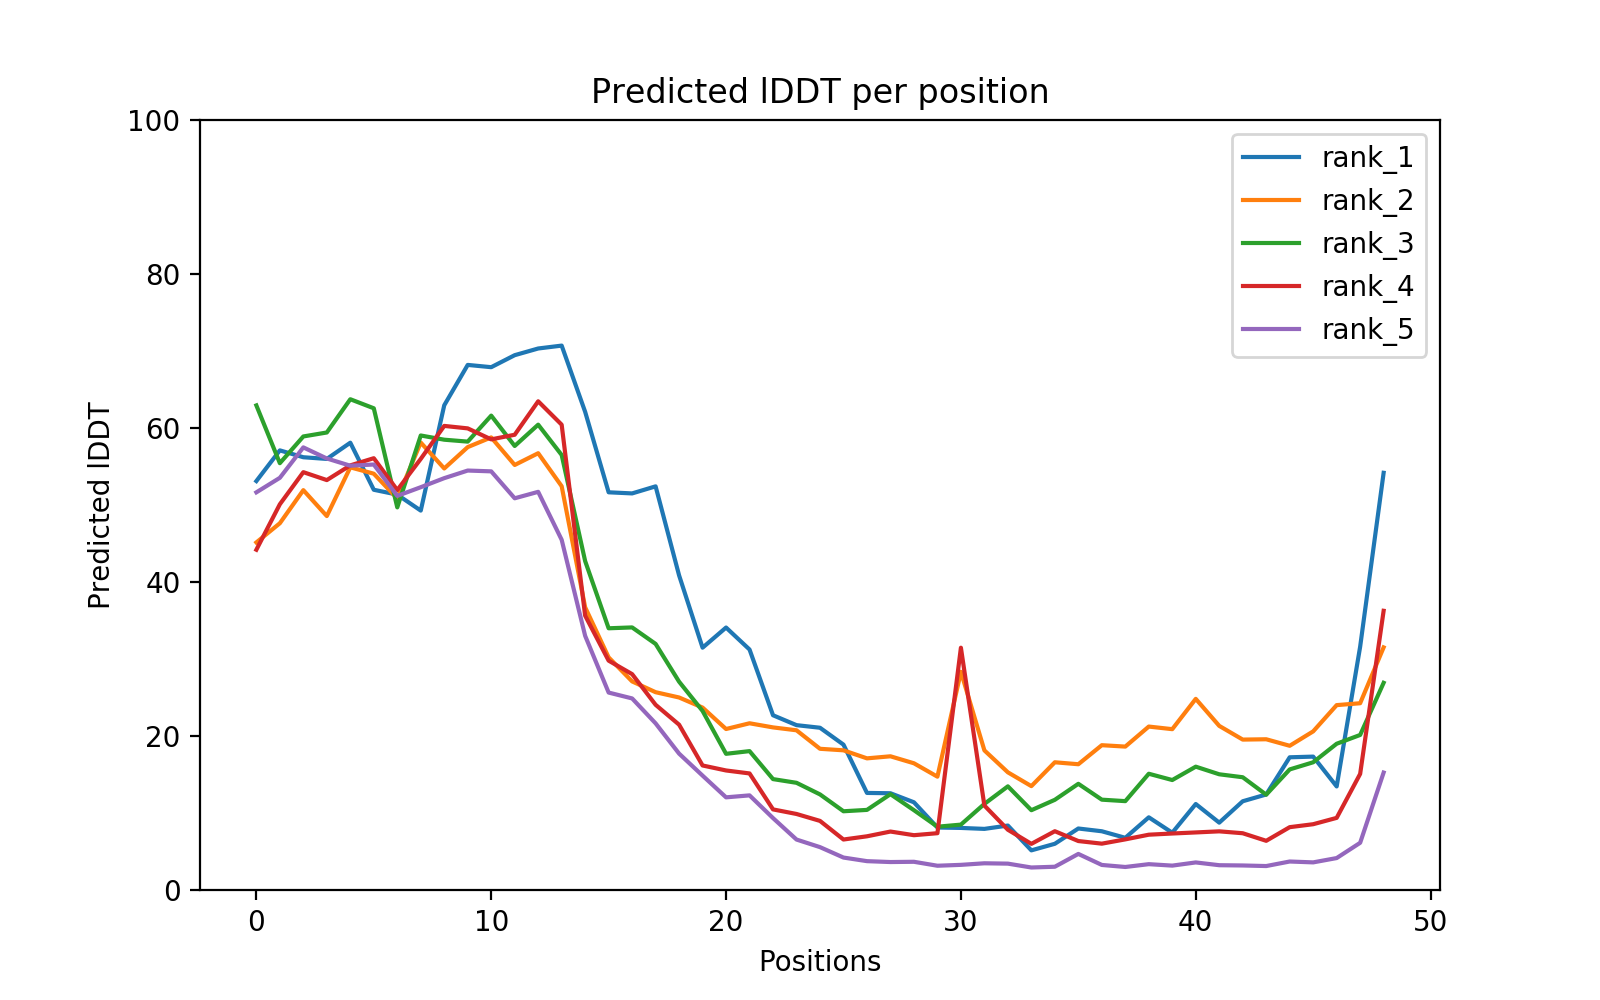 Predicted lDDT per position
100
80
60
40
20
0
Predicted lDDT
rank_1
rank_2
rank_3
rank_4
rank_5
0 10 20 30 40 50
Positions